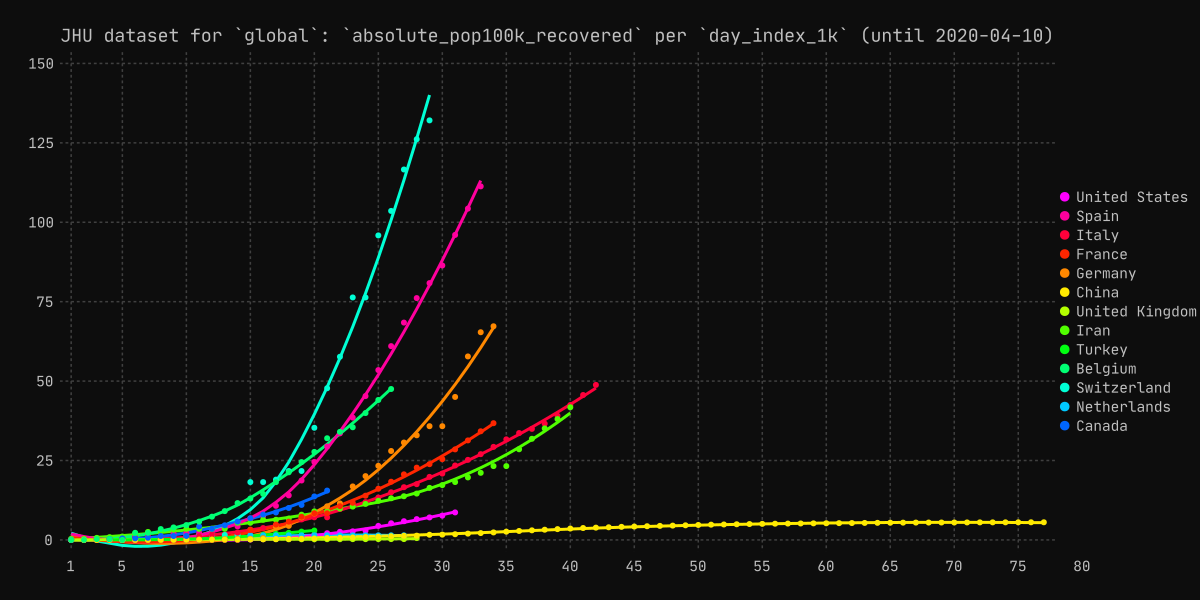 JHU dataset for `global`: `absolute_pop100k_recovered` per `day_index_1k` (until 2020-04-10)
150
125
100
75
50
25
0
1 5 10 15 20 25 30 35 40 45 50 55 60 65 70 75 80
United States
Spain
Italy
France
Germany
China
United Kingdom
Iran
Turkey
Belgium
Switzerland
Netherlands
Canada